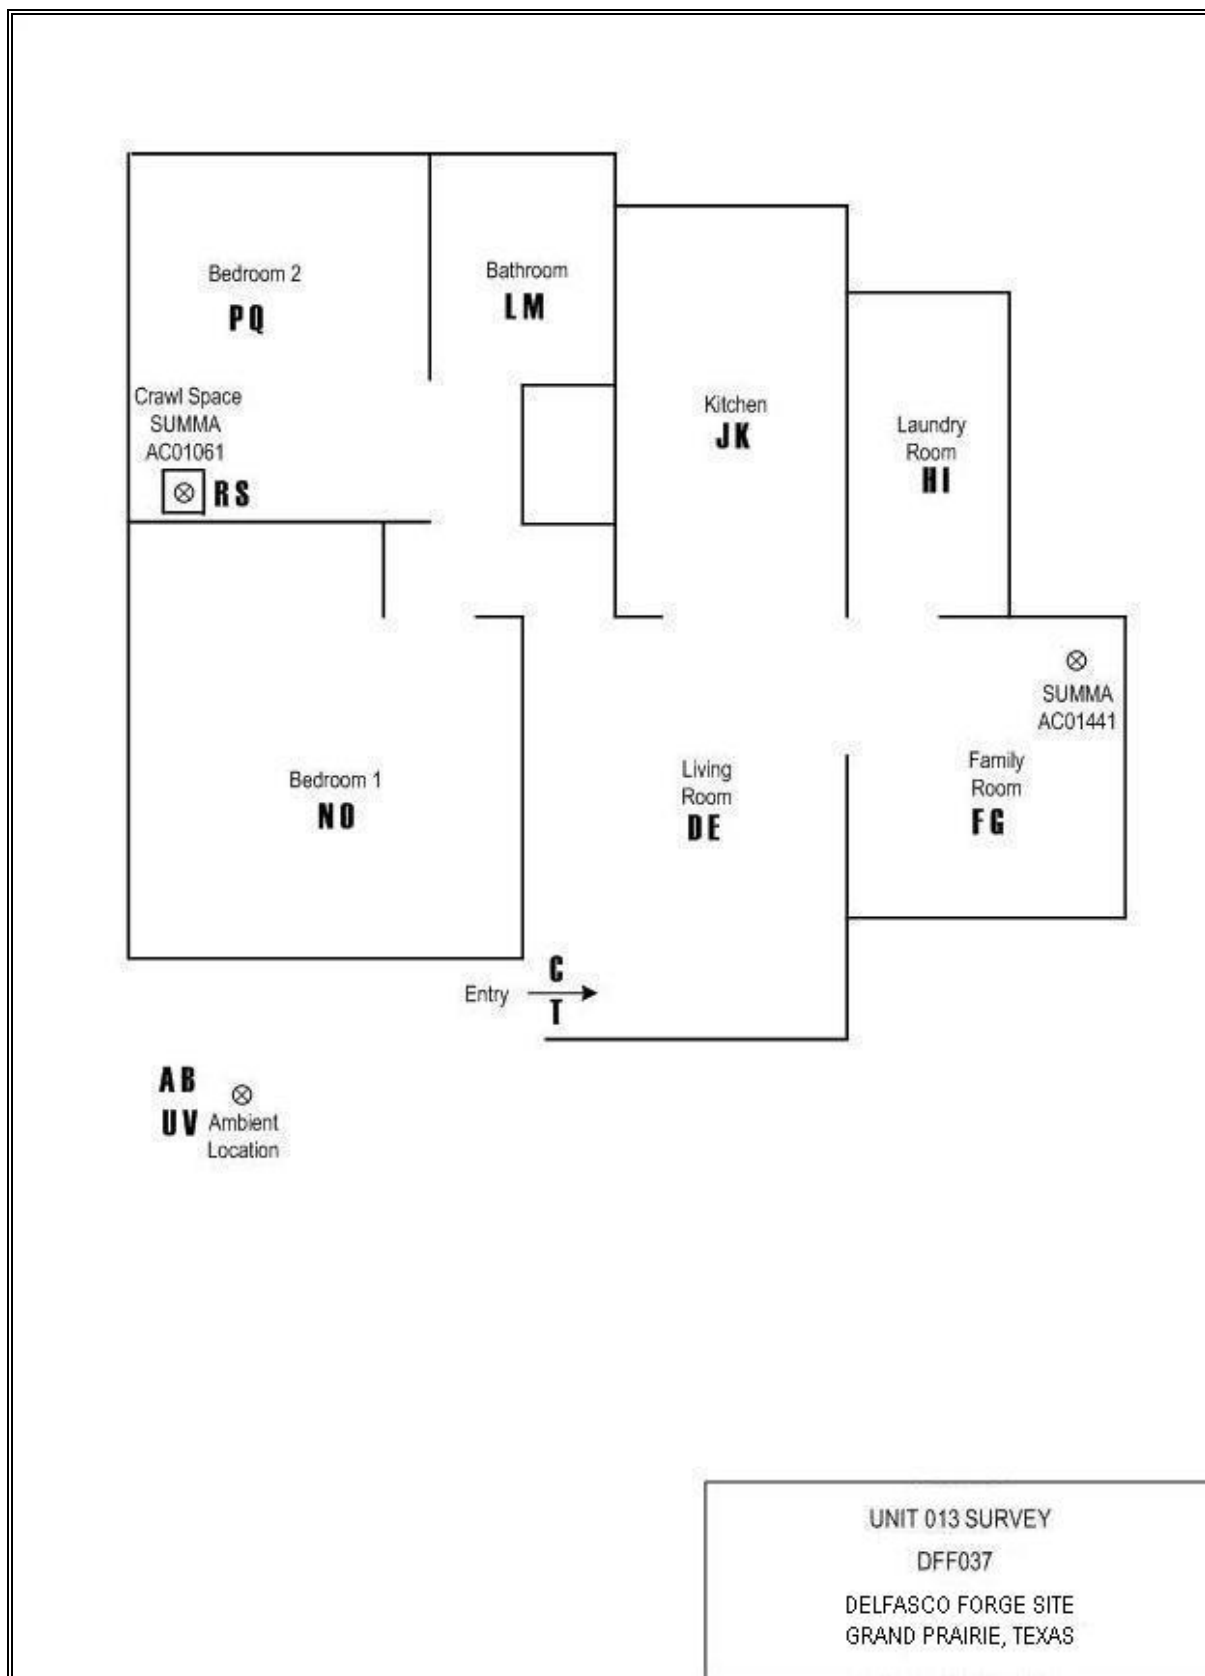 Bedroom 2
PQ
Bathroom
LM
Crawl Space
SUMMA
AC01061
RS
Kitchen
JK
Laundry
Room
HI
SUMMA
AC01441
Family
Room
FG
Living
Room
DE
Bedroom 1
NO
C
Entry
T
AB
UV Ambient
Location
UNIT 013 SURVEY
DFF037
DELFASCO FORGE SITE
GRAND PRAIRIE, TEXAS